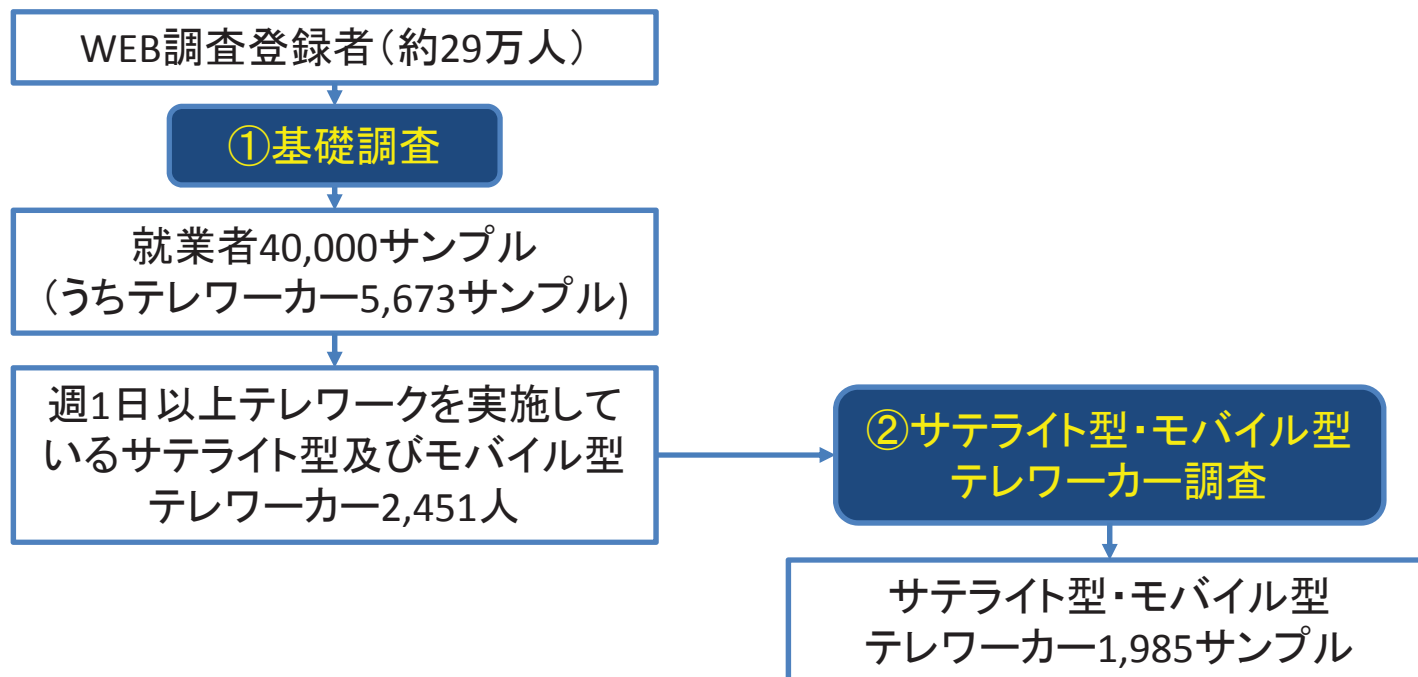 WEB調査登録者（約29万人）
①基礎調査
就業者40,000サンプル
（うちテレワーカー5,673サンプル)
週1日以上テレワークを実施して
いるサテライト型及びモバイル型
テレワーカー2,451人
②サテライト型・モバイル型
テレワーカー調査
サテライト型・モバイル型
テレワーカー1,985サンプル